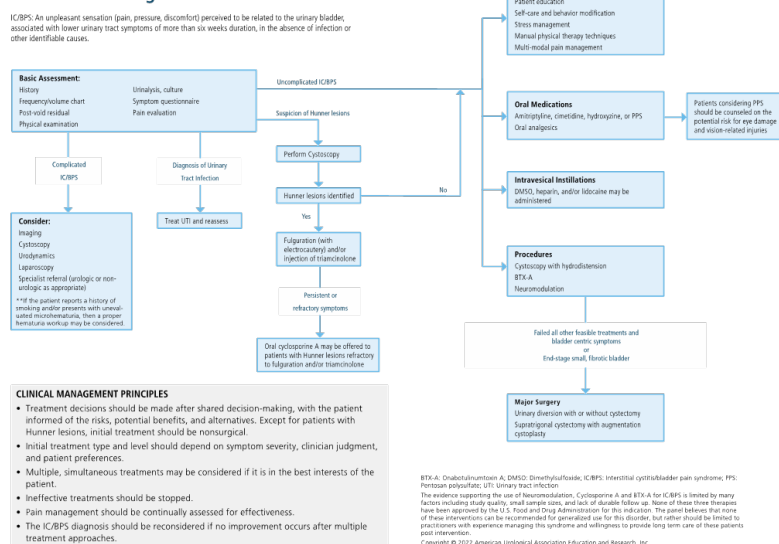 IC/BPS: An unpleasant sensation (pain, pressure, discomfort) perceived to be related to the urinary bladder,
associated with lower urinary tract symptoms of more than six weeks duration, in the absence of infection or
other identifiable causes.
Basic Assessment:
History
Frequency/volume chart
Post-void residual
Physical examination
Urinalysis, culture
Symptom questionnaire
Pain evaluation
Uncomplicated IC/BPS
Suspicion of Hunner lesions
Complicated
IC/BPS
Diagnosis of Urinary
Tract Infection
Perform Cystoscopy
Hunner lesions identified
No
Yes
Consider:
Imaging
Cystoscopy
Urodynamics
Laparoscopy
Specialist referral (urologic or non-
urologic as appropriate)
**If the patient reports a history of
smoking and/or presents with uneval-
uated microhematuria, then a proper
hematuria workup may be considered.
Treat UTI and reassess
Fulguration (with
electrocautery) and/or
injection of triamcinolone
Persistent or
refractory symptoms
Oral cyclosporine A may be offered to
patients with Hunner lesions refractory
to fulguration and/or triamcinolone
Patient education
Self-care and behavior modification
Stress management
Manual physical therapy techniques
Multi-modal pain management
Oral Medications
Amitriptyline, cimetidine, hydroxyzine, or PPS
Oral analgesics
Patients considering PPS
should be counseled on the
potential risk for eye damage
and vision-related injuries
Intravesical Instillations
DMSO, heparin, and/or lidocaine may be
administered
Procedures
Cystoscopy with hydrodistension
BTX-A
Neuromodulation
Failed all other feasible treatments and
bladder centric symptoms
or
End-stage small, fibrotic bladder
Major Surgery
Urinary diversion with or without cystectomy
Supratrigonal cystectomy with augmentation
cystoplasty
CLINICAL MANAGEMENT PRINCIPLES
• Treatment decisions should be made after shared decision-making, with the patient
informed of the risks, potential benefits, and alternatives. Except for patients with
Hunner lesions, initial treatment should be nonsurgical.
• Initial treatment type and level should depend on symptom severity, clinician judgment,
and patient preferences.
• Multiple, simultaneous treatments may be considered if it is in the best interests of the
patient.
• Ineffective treatments should be stopped.
• Pain management should be continually assessed for effectiveness.
• The IC/BPS diagnosis should be reconsidered if no improvement occurs after multiple
treatment approaches.
BTX-A: Onabotulinumtoxin A; DMSO: Dimethylsulfoxide, IC/BPS: Interstitial cystitis/bladder pain syndrome; PPS:
Pentosan polysulfate; UTI: Urinary tract infection
The evidence supporting the use of Neuromodulation, Cyclosporine A and BTX-A for IC/BPS is limited by many
factors including study quality, small sample sizes, and lack of durable follow up. None of these three therapies
have been approved by the U.S. Food and Drug Administration for this indication. The panel believes that none
of these interventions can be recommended for generalized use for this disorder, but rather should be limited to
practitioners with experience managing this syndrome and willingness to provide long term care of these patients
post intervention.
Copyright © 2022 American Urological Association Education and Research, Inc.